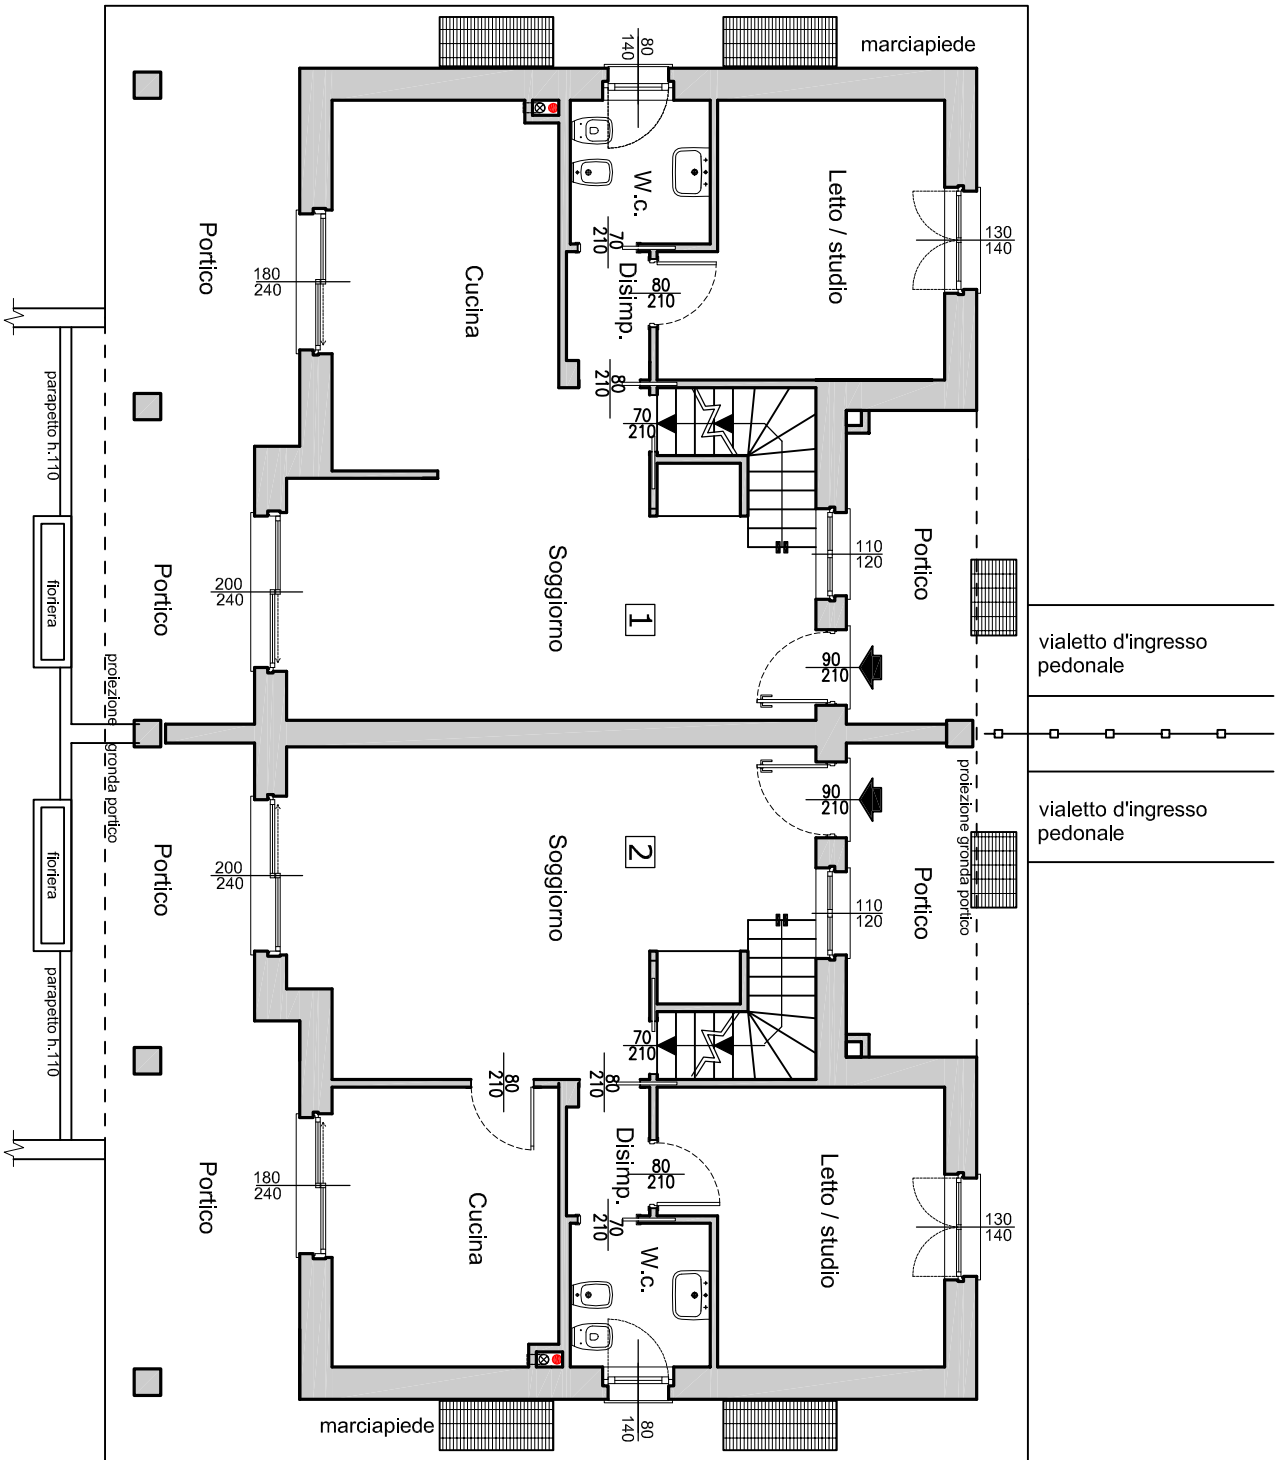 marciapiede
80
140
W.c.
Letto / studio
130
140
Portico
180
240
Cucina
70
210
Disimp.
80
210
80
210
70
210
parapetto h.110
fioriera
Portico
200
240
Soggiorno
1
110
120
Portico
90
210
vialetto d'ingresso
pedonale
proiezione gronda portico
proiezione gronda portico
vialetto d'ingresso
pedonale
90
210
fioriera
Portico
200
240
Soggiorno
2
110
120
Portico
parapetto h.110
70
210
80
210
80
210
Portico
180
240
Cucina
Disimp.
80
210
70
210
W.c.
Letto / studio
130
140
80
140
marciapiede